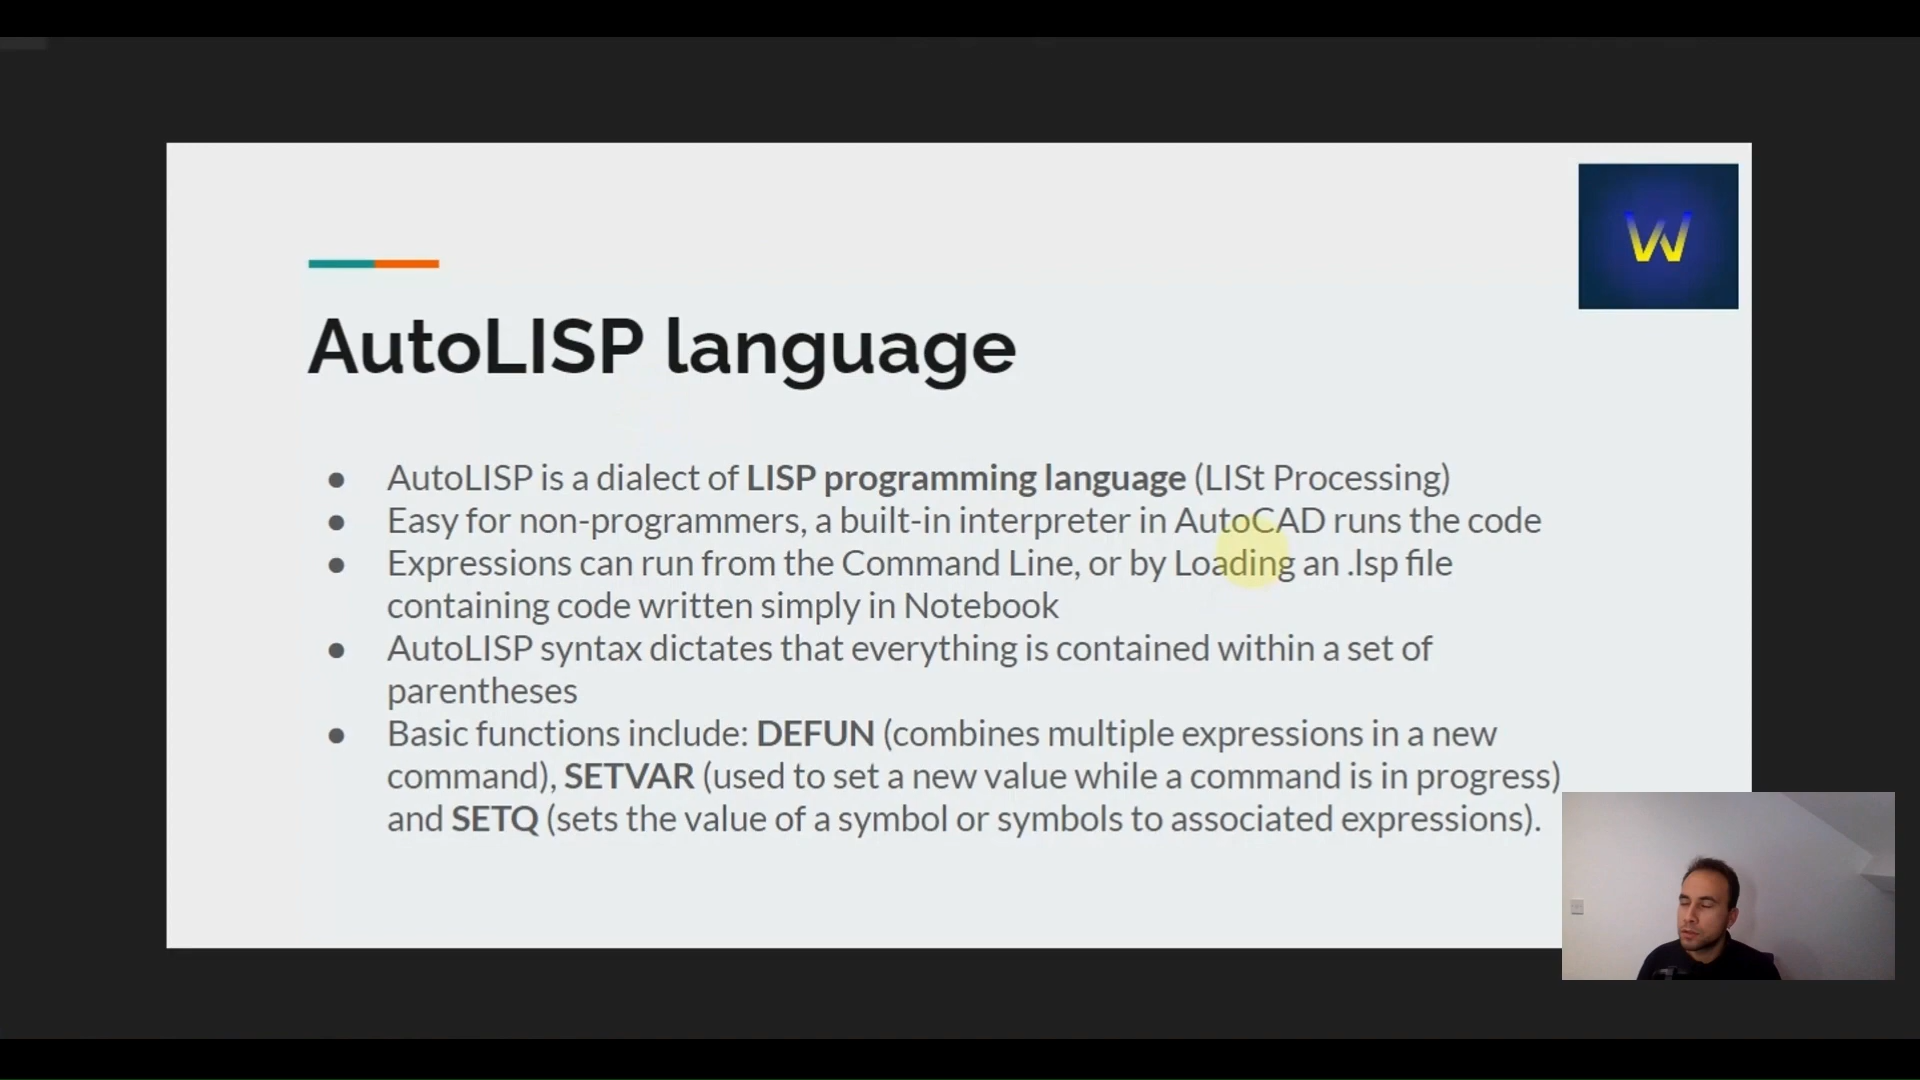 W
AutoLISP language
● AutoLISP is a dialect of LISP programming language (LISt Processing)
● Easy for non-programmers, a built-in interpreter in AutoCAD runs the code
● Expressions can run from the Command Line, or by Loading an .lsp file
containing code written simply in Notebook
● AutoLISP syntax dictates that everything is contained within a set of
parentheses
● Basic functions include: DEFUN (combines multiple expressions in a new
command), SETVAR (used to set a new value while a command is in progress)
and SETQ (sets the value of a symbol or symbols to associated expressions).